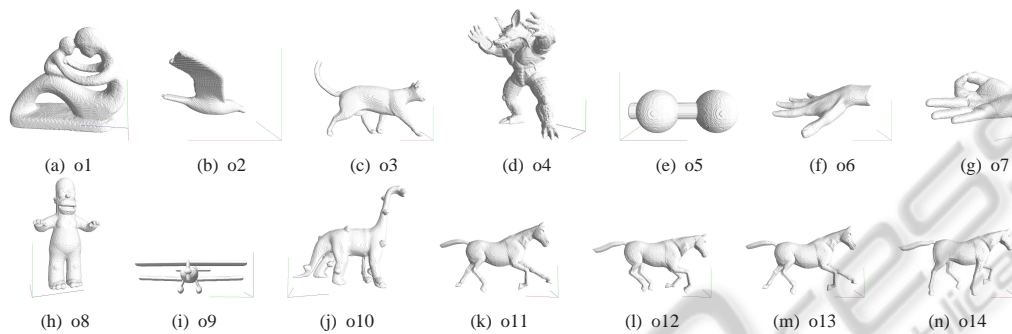 (a) o1 (b) o2 (c) o3 (d) o4 (e) o5 (f) o6 (g) o7
(h) o8 (i) o9 (j) o10 (k) o11 (l) o12 (m) o13 (n) o14